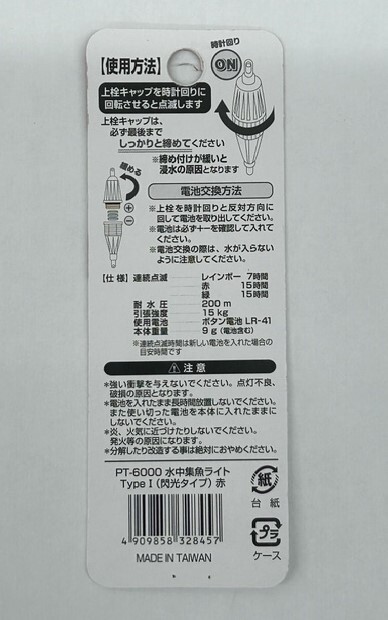 【使用方法】
時計回り
ON
上栓キャップを時計回りに
回転させると点滅します
上栓キャップは、
必ず最後まで
しっかりと締めてください
※締め付けが緩いと
浸水の原因となります
緩める
電池交換方法
※上栓を時計回りと反対方向に
回して電池を取り出してください。
※電池は必ず+-を確認して入れて
ください。
※電池交換の際は、水が入らない
ように注意してください。
【仕様】連続点滅 レインボー 7時間
赤 15時間
緑 15時間
耐水圧 200m
引張強度 15kg
使用電池 ボタン電池 LR-41
本体重量 9g(電池含む)
※連続点滅時間は新しい電池を入れた場合の
目安時間です
注意
*強い衝撃を与えないでください。点灯不良、
破損の原因となります。
*電池を入れたまま長時間放置しないでください。
また使い切った電池を本体に入れたままに
しないでください。
*炎、火気に近づけたりしないでください。
発火等の原因になります。
*分解したり改造する事は絶対におやめください。
PT-6000 水中集魚ライト
Type I(閃光タイプ)赤
4 909858 328457
MADE IN TAIWAN
紙
台紙
プラ
ケース